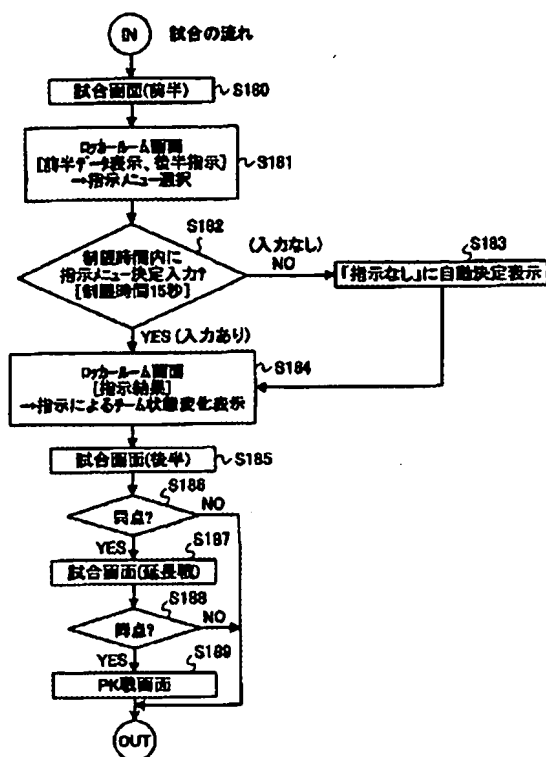 IN
試合の流れ
試合画面(前半)
S180
ロッカールーム画面
[前半データ表示、後半指示]
→指示メニュー選択
S181
S182
制限時間内に
指示メニュー決定入力?
[制限時間15秒]
(入力なし)
NO
S183
「指示なし」に自動決定表示
YES (入力あり)
S184
ロッカールーム画面
[指示結果]
→指示によるチーム状態変化表示
試合画面(後半)
S185
S186
同点?
NO
YES
S187
試合画面(延長戦)
S188
同点?
NO
YES
S189
PK戦画面
OUT